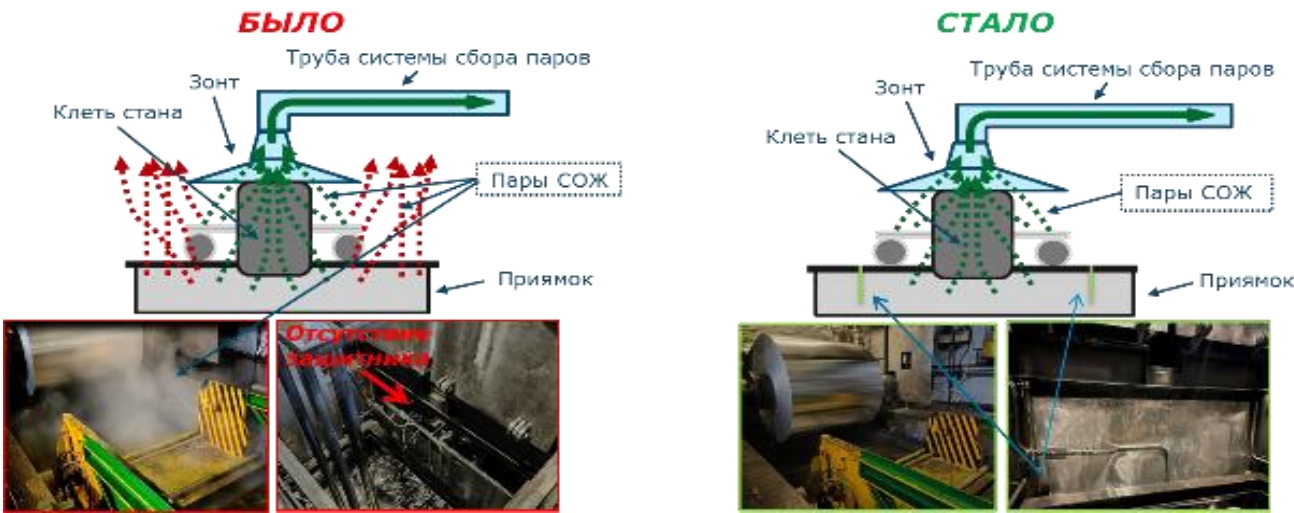 БЫЛО
Труба системы сбора паров
Зонт
Клеть стана
Пары СОЖ
Приямок
Отсутствие
защитника
СТАЛО
Труба системы сбора паров
Зонт
Клеть стана
Пары СОЖ
Приямок